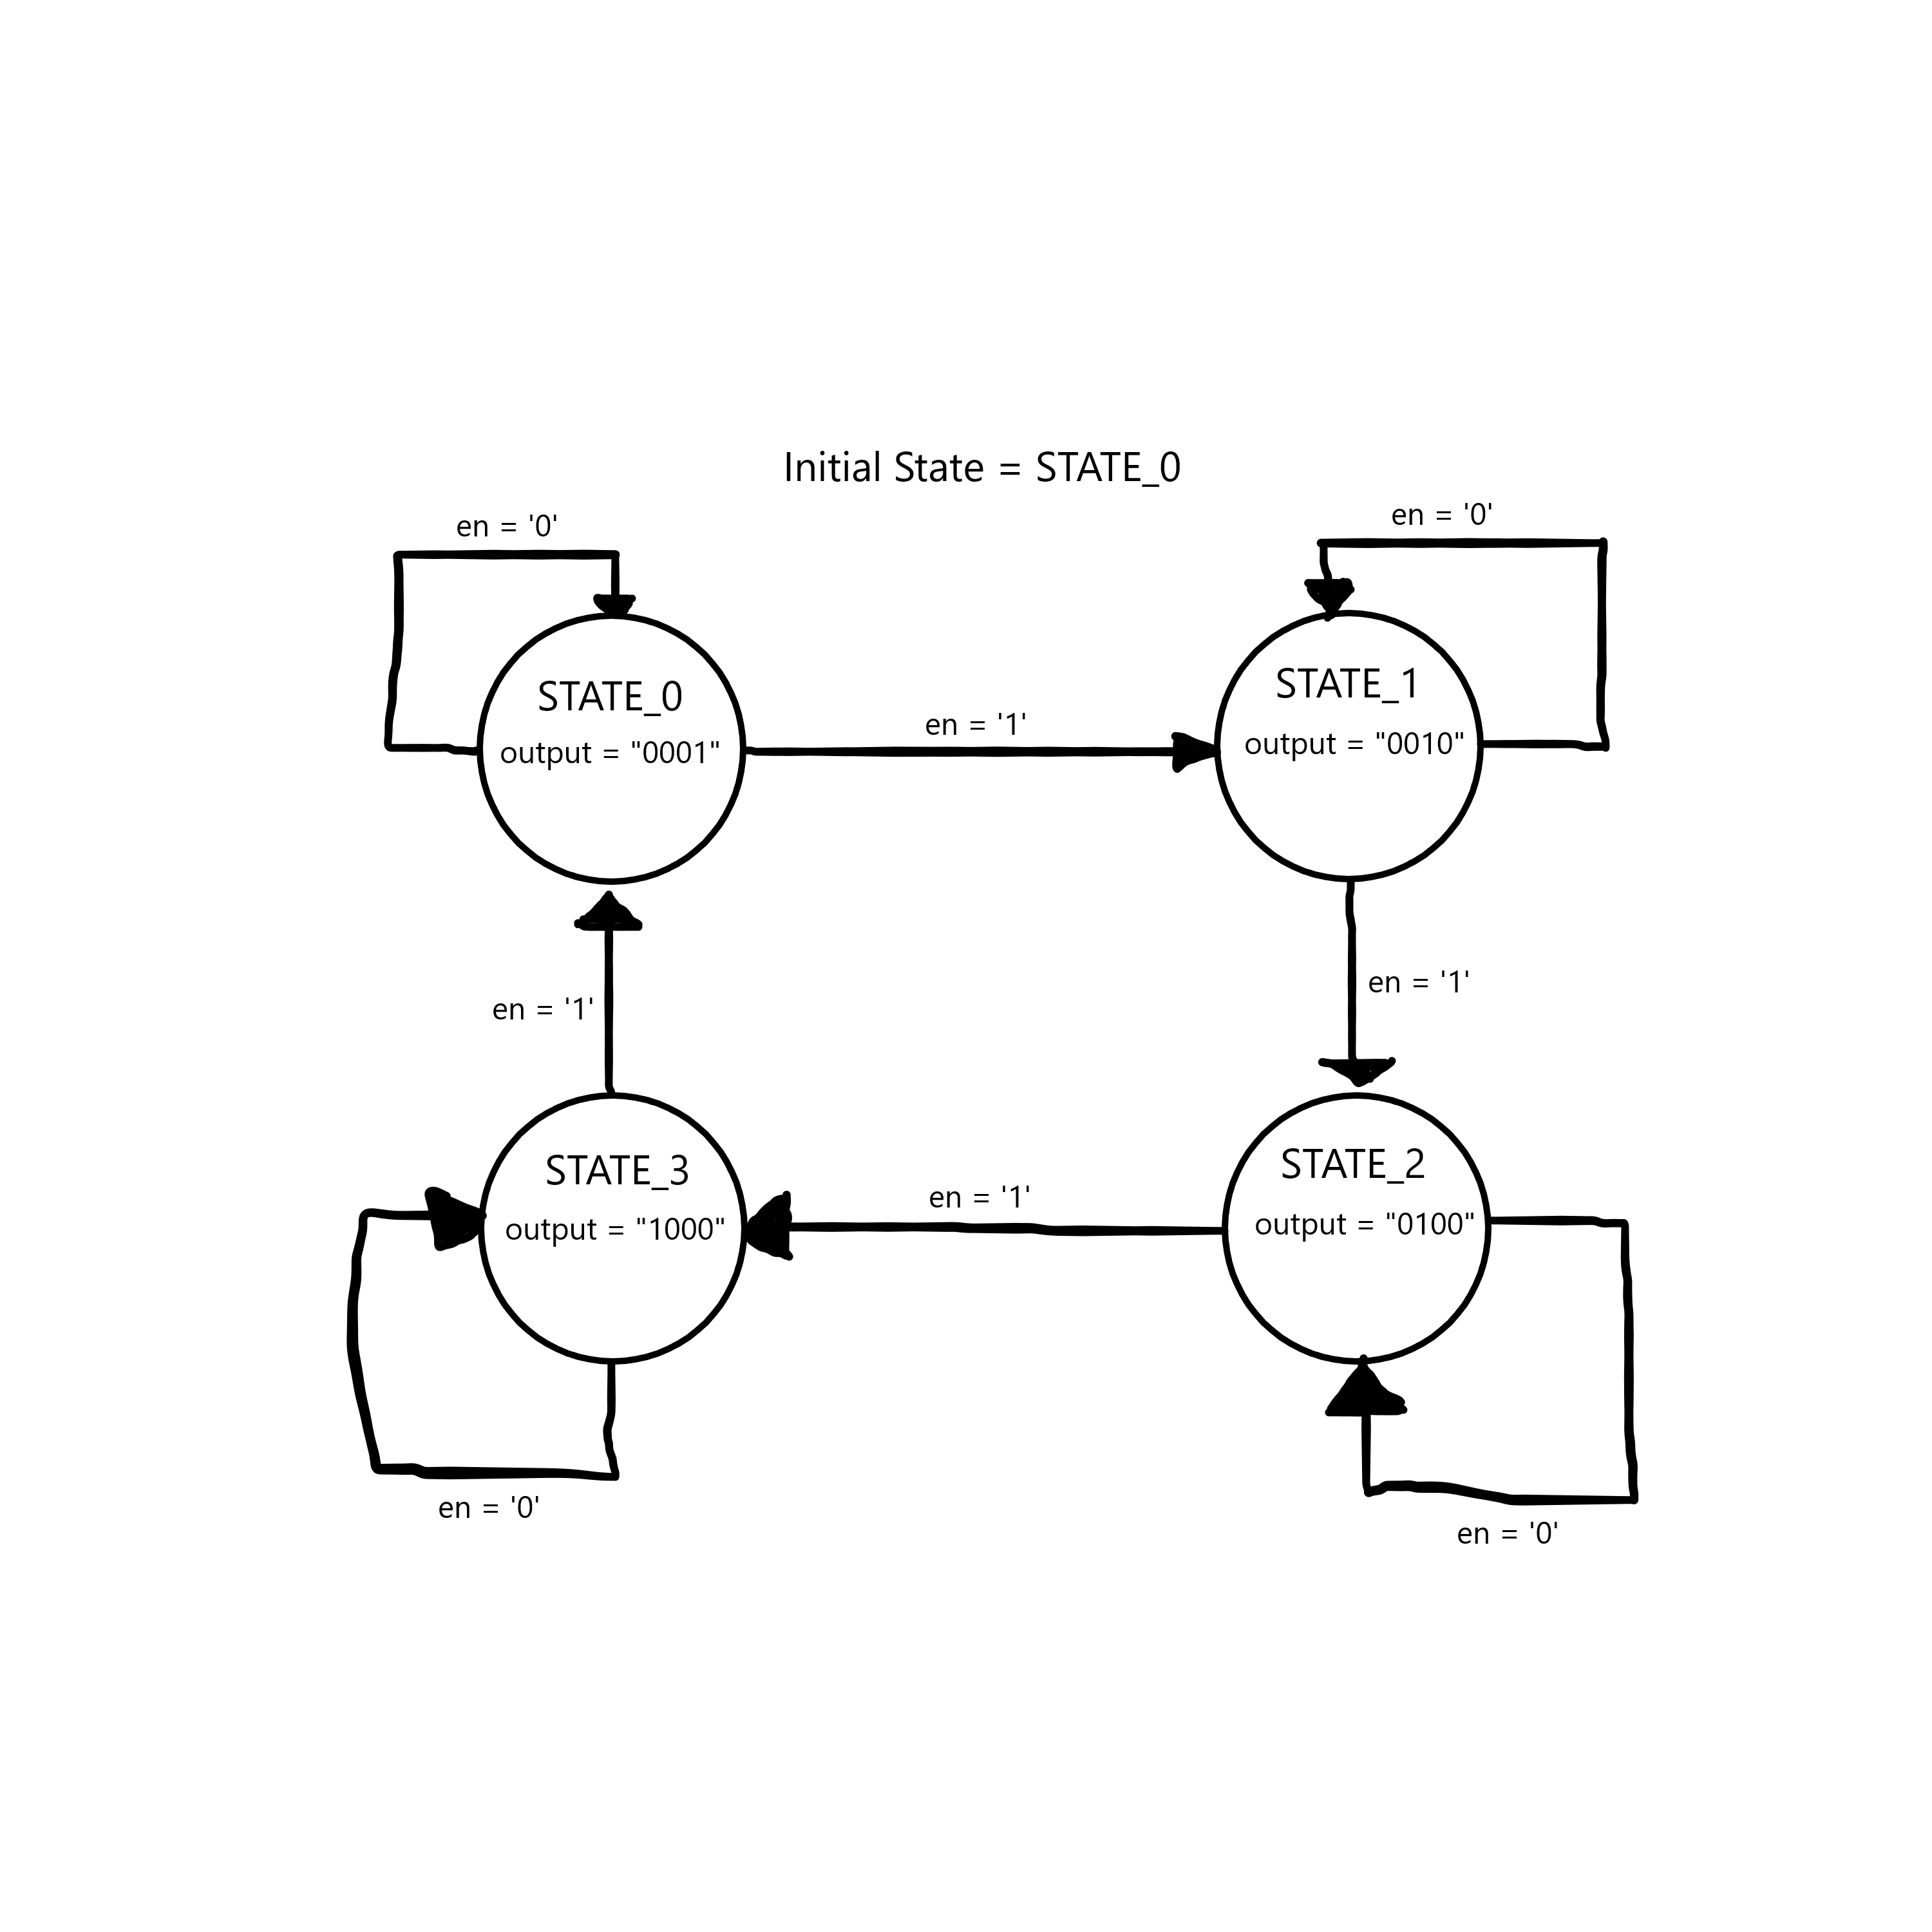 Initial State = STATE_0
en = '0'
en = '0'
STATE_0
output = "0001"
en = '1'
STATE_1
output = "0010"
en = '1'
en = '1'
STATE_3
output = "1000"
en = '1'
STATE_2
output = "0100"
en = '0'
en = '0'